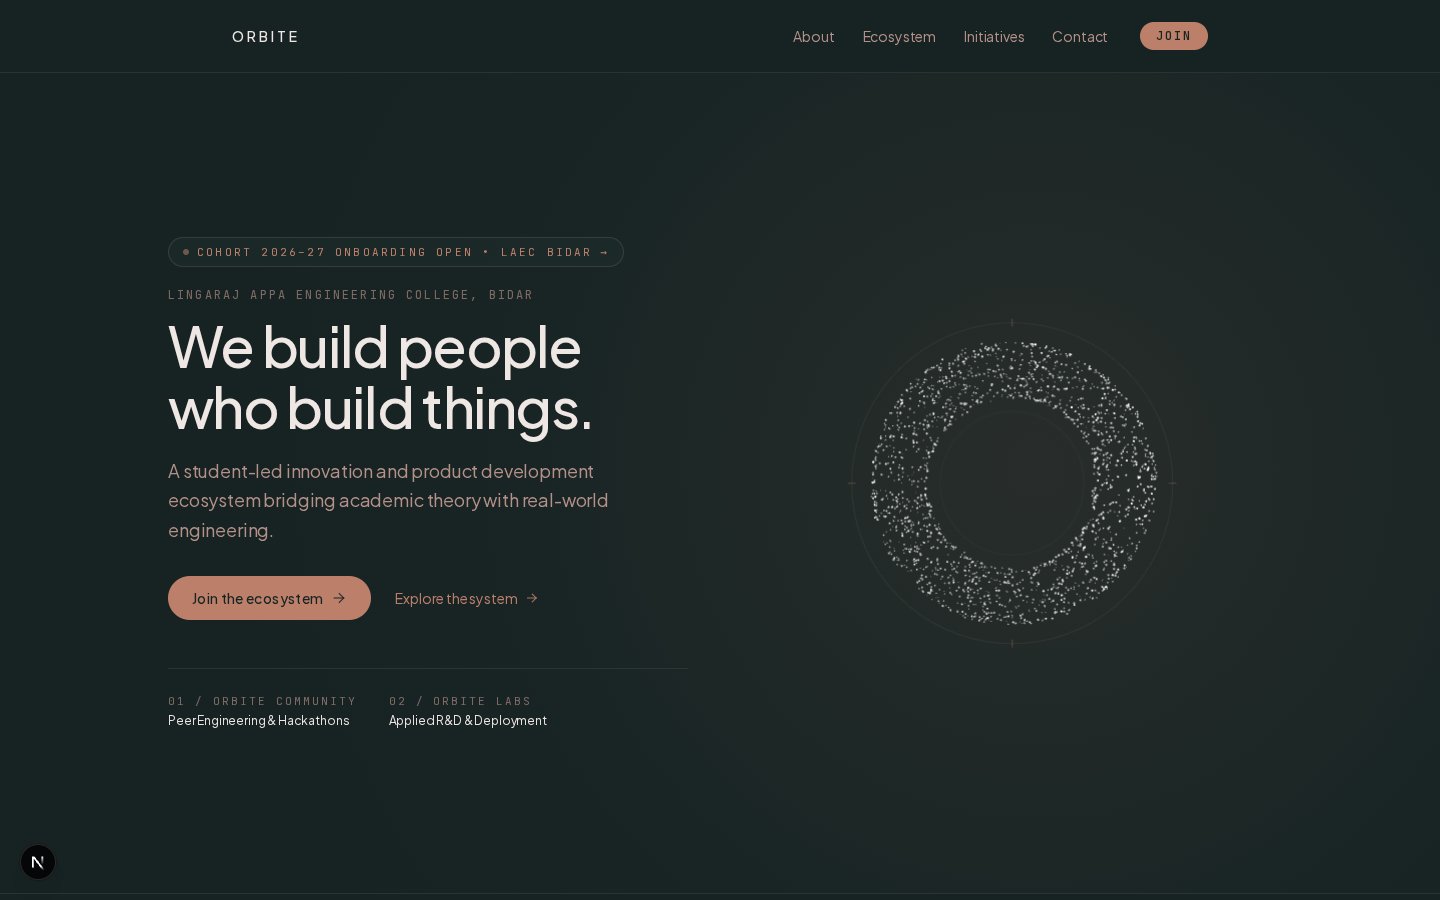 ORBITE
About Ecosystem Initiatives Contact JOIN
COHORT 2026–27 ONBOARDING OPEN • LAEC BIDAR →
LINGARAJ APPA ENGINEERING COLLEGE, BIDAR
We build people
who build things.
A student-led innovation and product development
ecosystem bridging academic theory with real-world
engineering.
Join the ecosystem →
Explore the system →
01 / ORBITE COMMUNITY
Peer Engineering & Hackathons
02 / ORBITE LABS
Applied R&D & Deployment
N